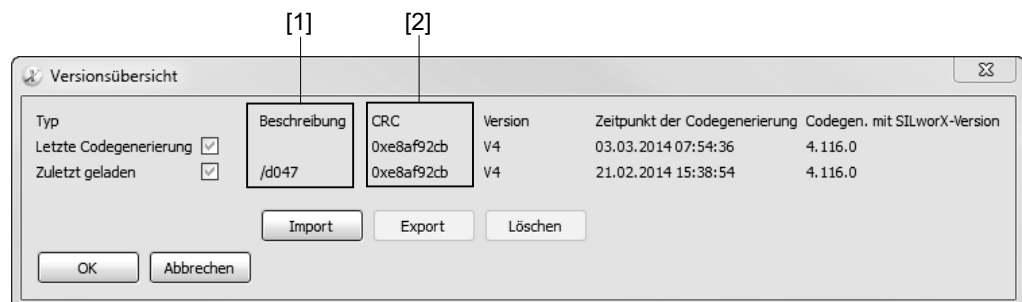 [1] [2]
Versionsübersicht
Typ Beschreibung CRC Version Zeitpunkt der Codegenerierung Codegen. mit SILworX-Version
Letzte Codegenerierung 0xe8af92cb V4 03.03.2014 07:54:36 4.116.0
Zuletzt geladen /d047 0xe8af92cb V4 21.02.2014 15:38:54 4.116.0
Import Export Löschen
OK Abbrechen